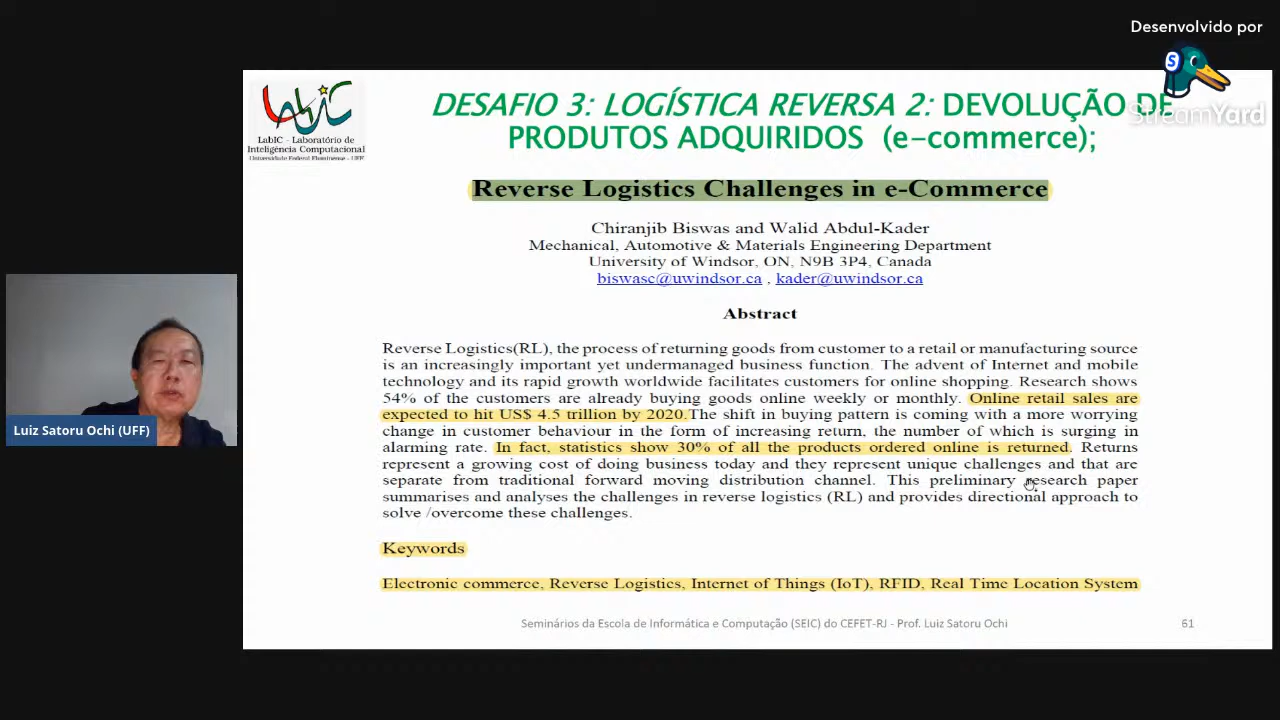 Desenvolvido por
StreamYard
LabIC
LabIC - Laboratório de
Inteligência Computacional
Universidade Federal Fluminense - UFF
DESAFIO 3: LOGÍSTICA REVERSA 2: DEVOLUÇÃO DE
PRODUTOS ADQUIRIDOS (e-commerce);
Reverse Logistics Challenges in e-Commerce
Chiranjib Biswas and Walid Abdul-Kader
Mechanical, Automotive & Materials Engineering Department
University of Windsor, ON, N9B 3P4, Canada
biswasc@uwindsor.ca , kader@uwindsor.ca
Abstract
Reverse Logistics(RL), the process of returning goods from customer to a retail or manufacturing source
is an increasingly important yet undermanaged business function. The advent of Internet and mobile
technology and its rapid growth worldwide facilitates customers for online shopping. Research shows
54% of the customers are already buying goods online weekly or monthly. Online retail sales are
expected to hit US$ 4.5 trillion by 2020.The shift in buying pattern is coming with a more worrying
change in customer behaviour in the form of increasing return, the number of which is surging in
alarming rate. In fact, statistics show 30% of all the products ordered online is returned. Returns
represent a growing cost of doing business today and they represent unique challenges and that are
separate from traditional forward moving distribution channel. This preliminary research paper
summarises and analyses the challenges in reverse logistics (RL) and provides directional approach to
solve /overcome these challenges.
Keywords
Electronic commerce, Reverse Logistics, Internet of Things (IoT), RFID, Real Time Location System
Seminários da Escola de Informática e Computação (SEIC) do CEFET-RJ - Prof. Luiz Satoru Ochi
61
Luiz Satoru Ochi (UFF)